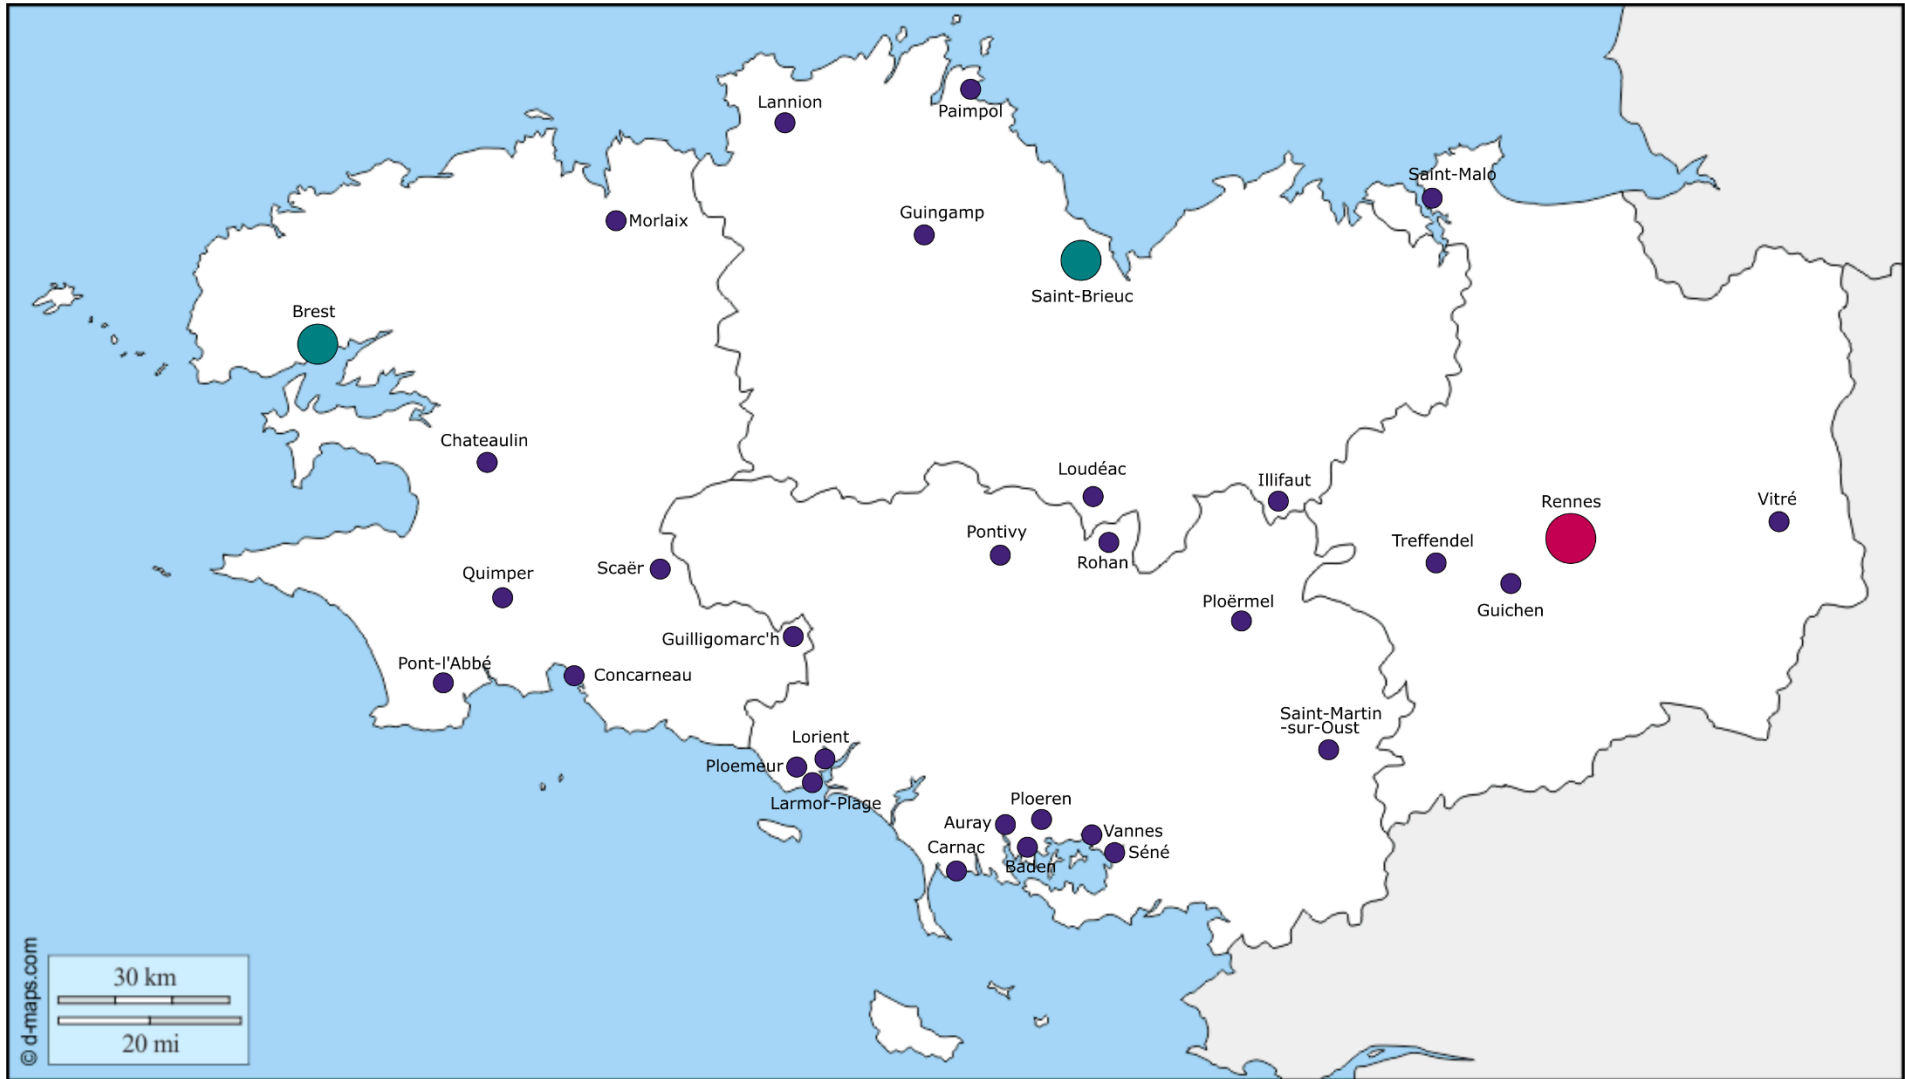 Lannion
Paimpol
Saint-Malo
Morlaix
Guingamp
Saint-Brieuc
Brest
Chateaulin
Loudéac
Illifaut
Rennes
Vitré
Pontivy
Rohan
Treffendel
Guichen
Scaër
Quimper
Ploërmel
Guilligomarc'h
Pont-l'Abbé
Concarneau
Saint-Martin
-sur-Oust
Lorient
Ploemeur
Larmor-Plage
Ploeren
Auray
Vannes
Carnac
Baden
Séné
© d-maps.com
30 km
20 mi